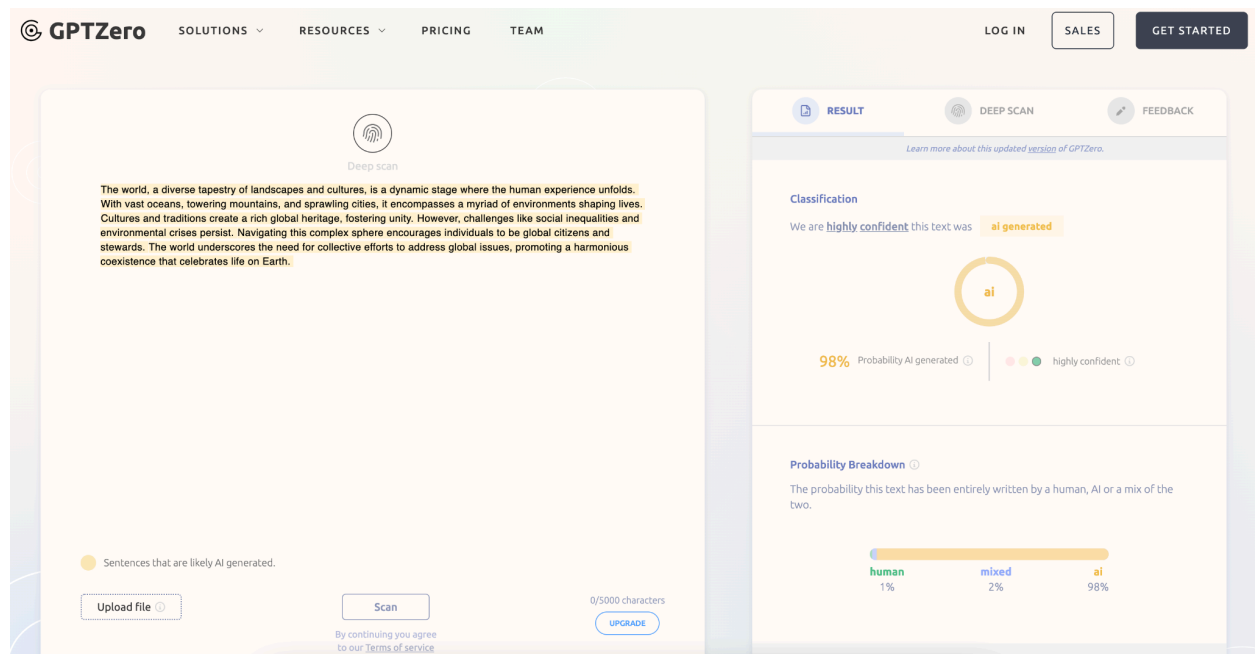 GPTZero
SOLUTIONS
RESOURCES
PRICING
TEAM
LOG IN
SALES
GET STARTED
Deep scan
The world, a diverse tapestry of landscapes and cultures, is a dynamic stage where the human experience unfolds.
With vast oceans, towering mountains, and sprawling cities, it encompasses a myriad of environments shaping lives.
Cultures and traditions create a rich global heritage, fostering unity. However, challenges like social inequalities and
environmental crises persist. Navigating this complex sphere encourages individuals to be global citizens and
stewards. The world underscores the need for collective efforts to address global issues, promoting a harmonious
coexistence that celebrates life on Earth.
Sentences that are likely AI generated.
Upload file
Scan
0/5000 characters
UPGRADE
By continuing you agree
to our Terms of service
RESULT
DEEP SCAN
FEEDBACK
Learn more about this updated version of GPTZero.
Classification
We are highly confident this text was ai generated
ai
98% Probability AI generated
highly confident
Probability Breakdown
The probability this text has been entirely written by a human, AI or a mix of the
two.
human mixed ai
1% 2% 98%